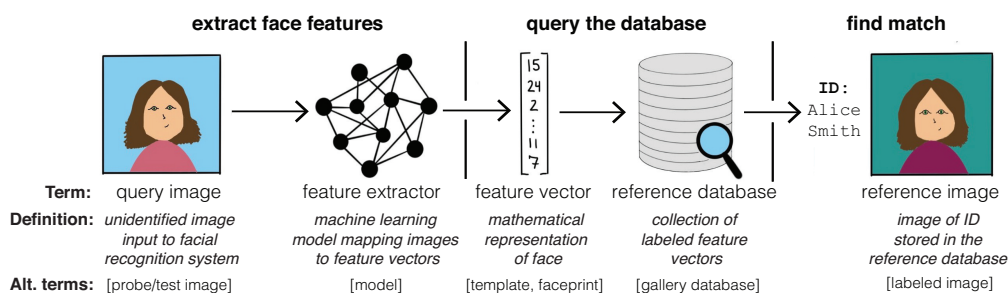 extract face features
query the database
find match
15
24
2
⋮
11
7
ID:
Alice
Smith
Term: query image feature extractor feature vector reference database reference image
Definition: unidentified image machine learning mathematical collection of image of ID
input to facial model mapping images representation labeled feature stored in the
recognition system to feature vectors of face vectors reference database
Alt. terms: [probe/test image] [model] [template, faceprint] [gallery database] [labeled image]